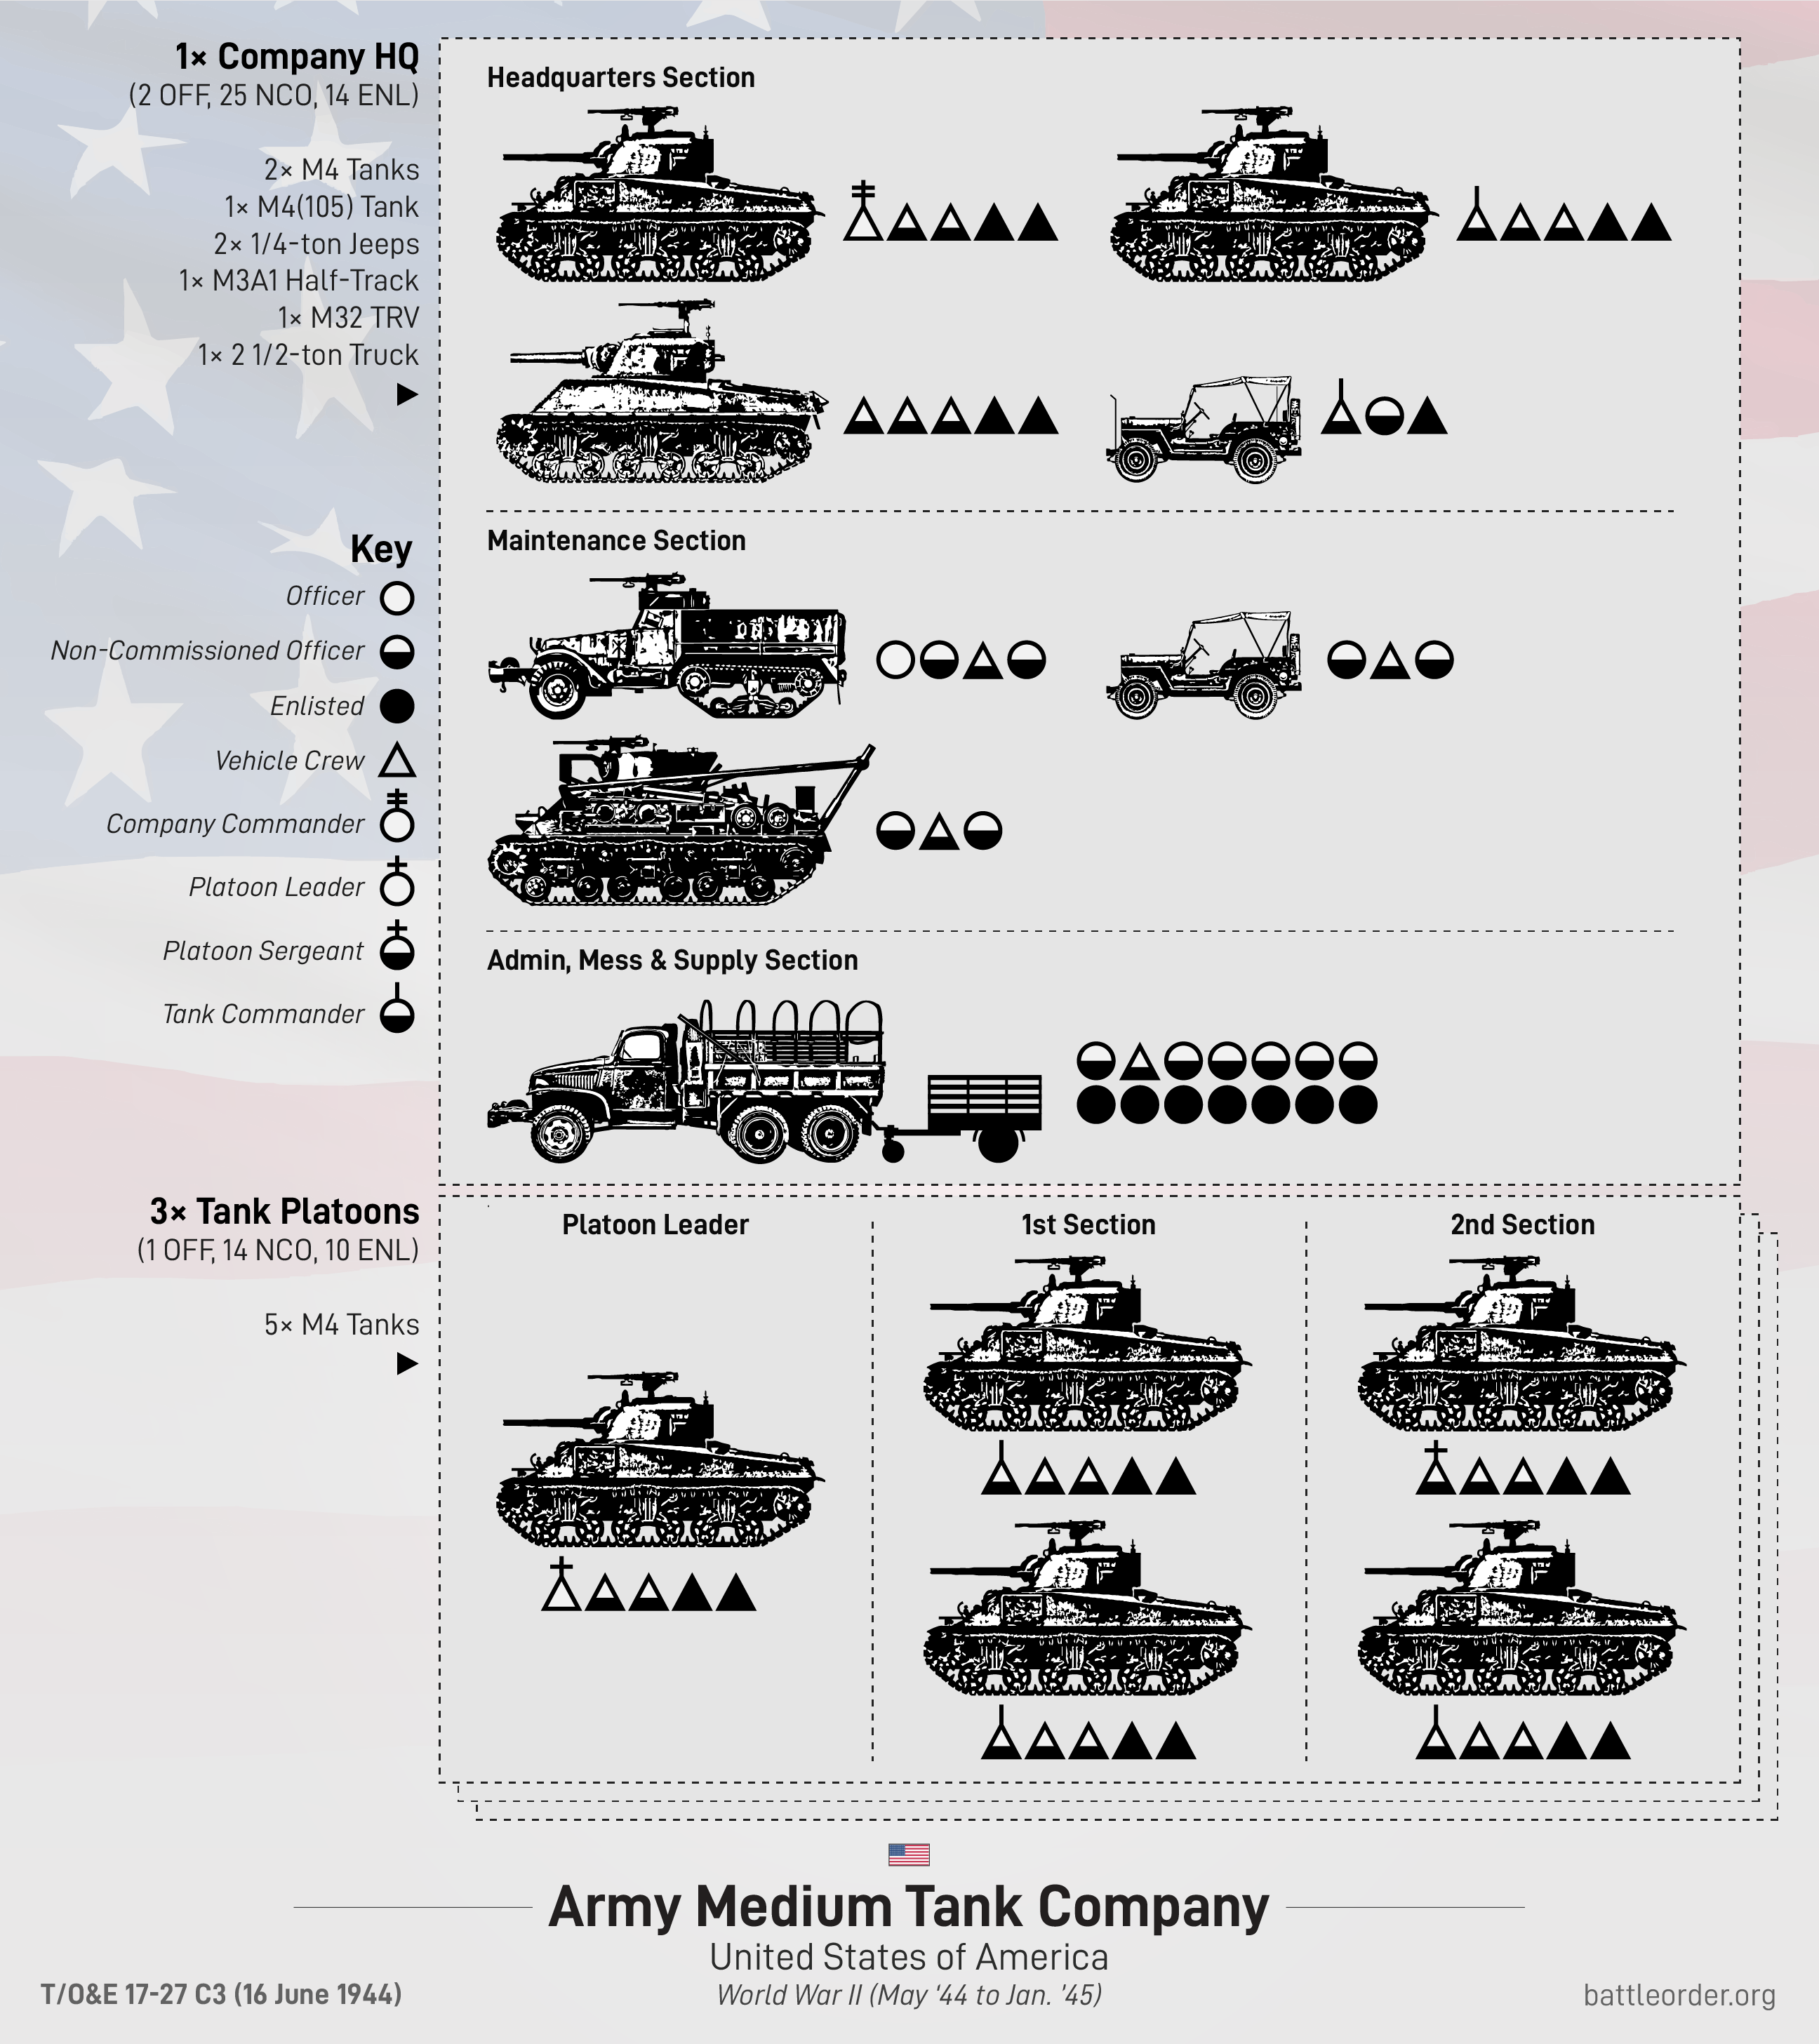 1× Company HQ
(2 OFF, 25 NCO, 14 ENL)
2× M4 Tanks
1× M4(105) Tank
2× 1/4-ton Jeeps
1× M3A1 Half-Track
1× M32 TRV
1× 2 1/2-ton Truck
Key
Officer
Non-Commissioned Officer
Enlisted
Vehicle Crew
Company Commander
Platoon Leader
Platoon Sergeant
Tank Commander
Headquarters Section
Maintenance Section
Admin, Mess & Supply Section
3× Tank Platoons
(1 OFF, 14 NCO, 10 ENL)
5× M4 Tanks
Platoon Leader
1st Section
2nd Section
Army Medium Tank Company
United States of America
World War II (May '44 to Jan. '45)
T/O&E 17-27 C3 (16 June 1944)
battleorder.org